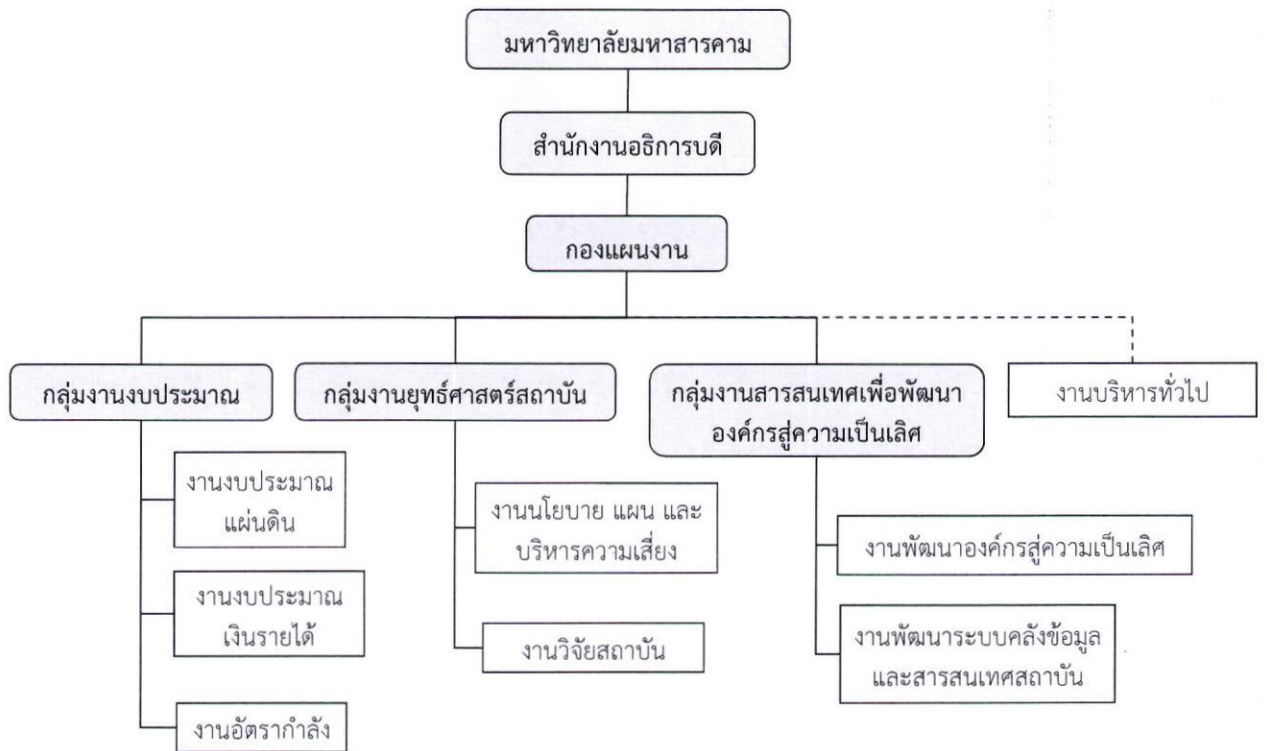 มหาวิทยาลัยมหาสารคาม
สำนักงานอธิการบดี
กองแผนงาน
กลุ่มงานงบประมาณ
งานงบประมาณ
แผ่นดิน
งานงบประมาณ
เงินรายได้
งานอัตรากำลัง
กลุ่มงานยุทธ์ศาสตร์สถาบัน
งานนโยบาย แผน และ
บริหารความเสี่ยง
งานวิจัยสถาบัน
กลุ่มงานสารสนเทศเพื่อพัฒนา
องค์กรสู่ความเป็นเลิศ
งานพัฒนาองค์กรสู่ความเป็นเลิศ
งานพัฒนาระบบคลังข้อมูล
และสารสนเทศสถาบัน
งานบริหารทั่วไป